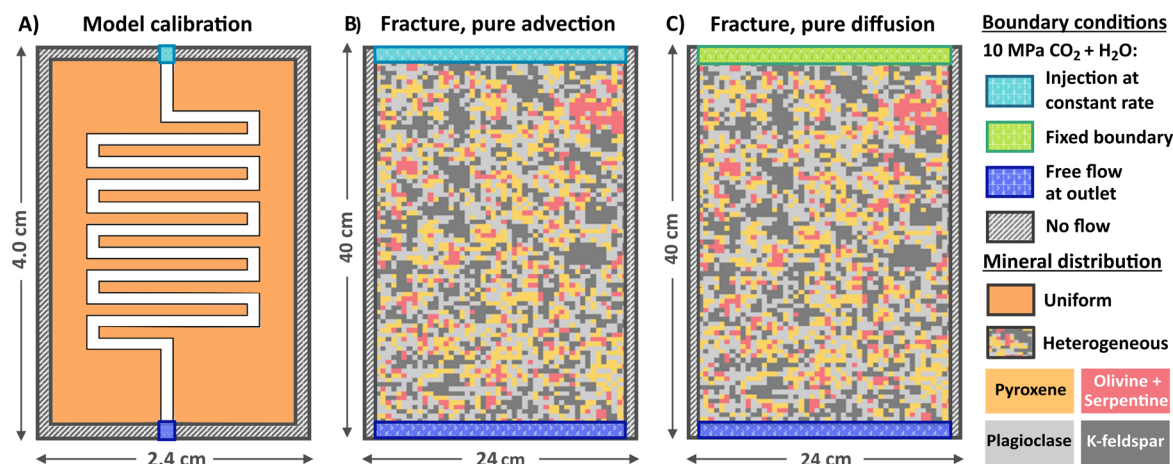 A) Model calibration
4.0 cm
2.4 cm
B) Fracture, pure advection
40 cm
24 cm
C) Fracture, pure diffusion
40 cm
24 cm
Boundary conditions
10 MPa CO₂ + H₂O:
Injection at
constant rate
Fixed boundary
Free flow
at outlet
No flow
Mineral distribution
Uniform
Heterogeneous
Pyroxene
Olivine +
Serpentine
Plagioclase
K-feldspar